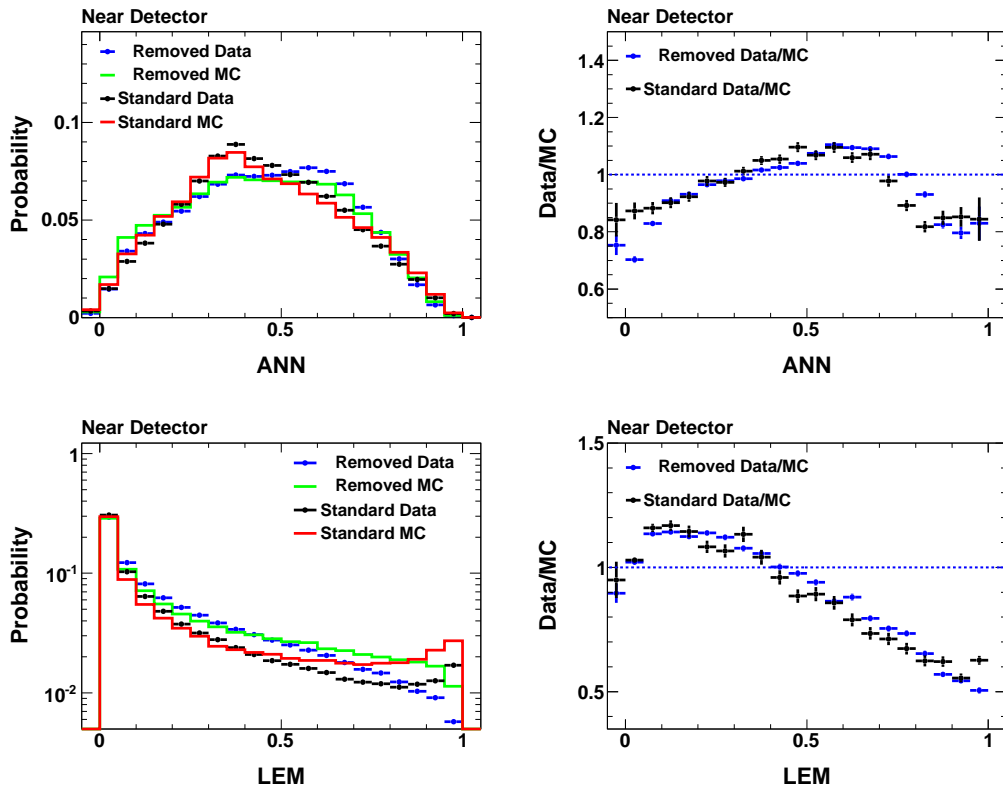 Near Detector
Removed Data
Removed MC
Standard Data
Standard MC
Probability
0.1
0.05
0
0
0.5
1
ANN
Near Detector
Removed Data/MC
Standard Data/MC
Data/MC
1.4
1.2
1
0.8
0.6
0
0.5
1
ANN
Near Detector
Removed Data
Removed MC
Standard Data
Standard MC
Probability
1
10-1
10-2
0
0.5
1
LEM
Near Detector
Removed Data/MC
Standard Data/MC
Data/MC
1.5
1
0.5
0
0.5
1
LEM